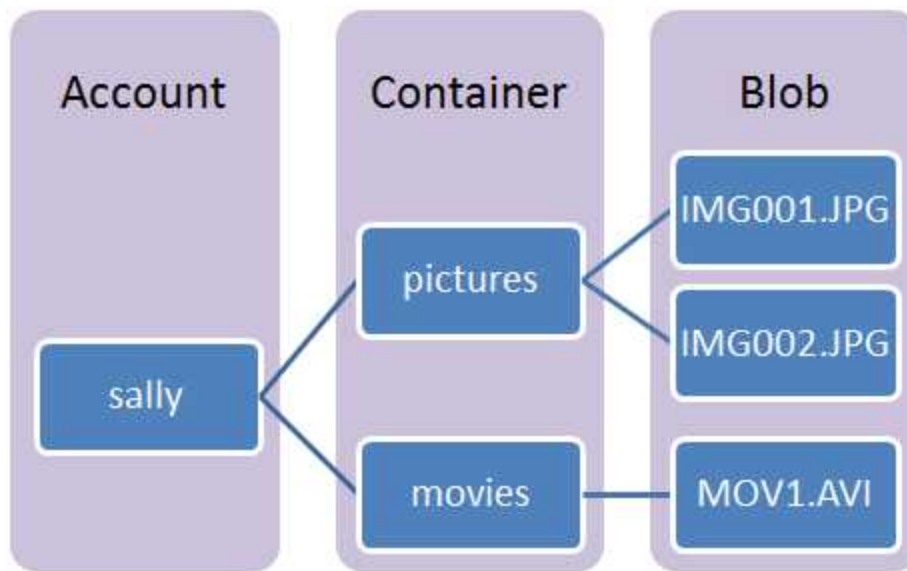 Account
Container
Blob
IMG001.JPG
pictures
IMG002.JPG
sally
movies
MOV1.AVI